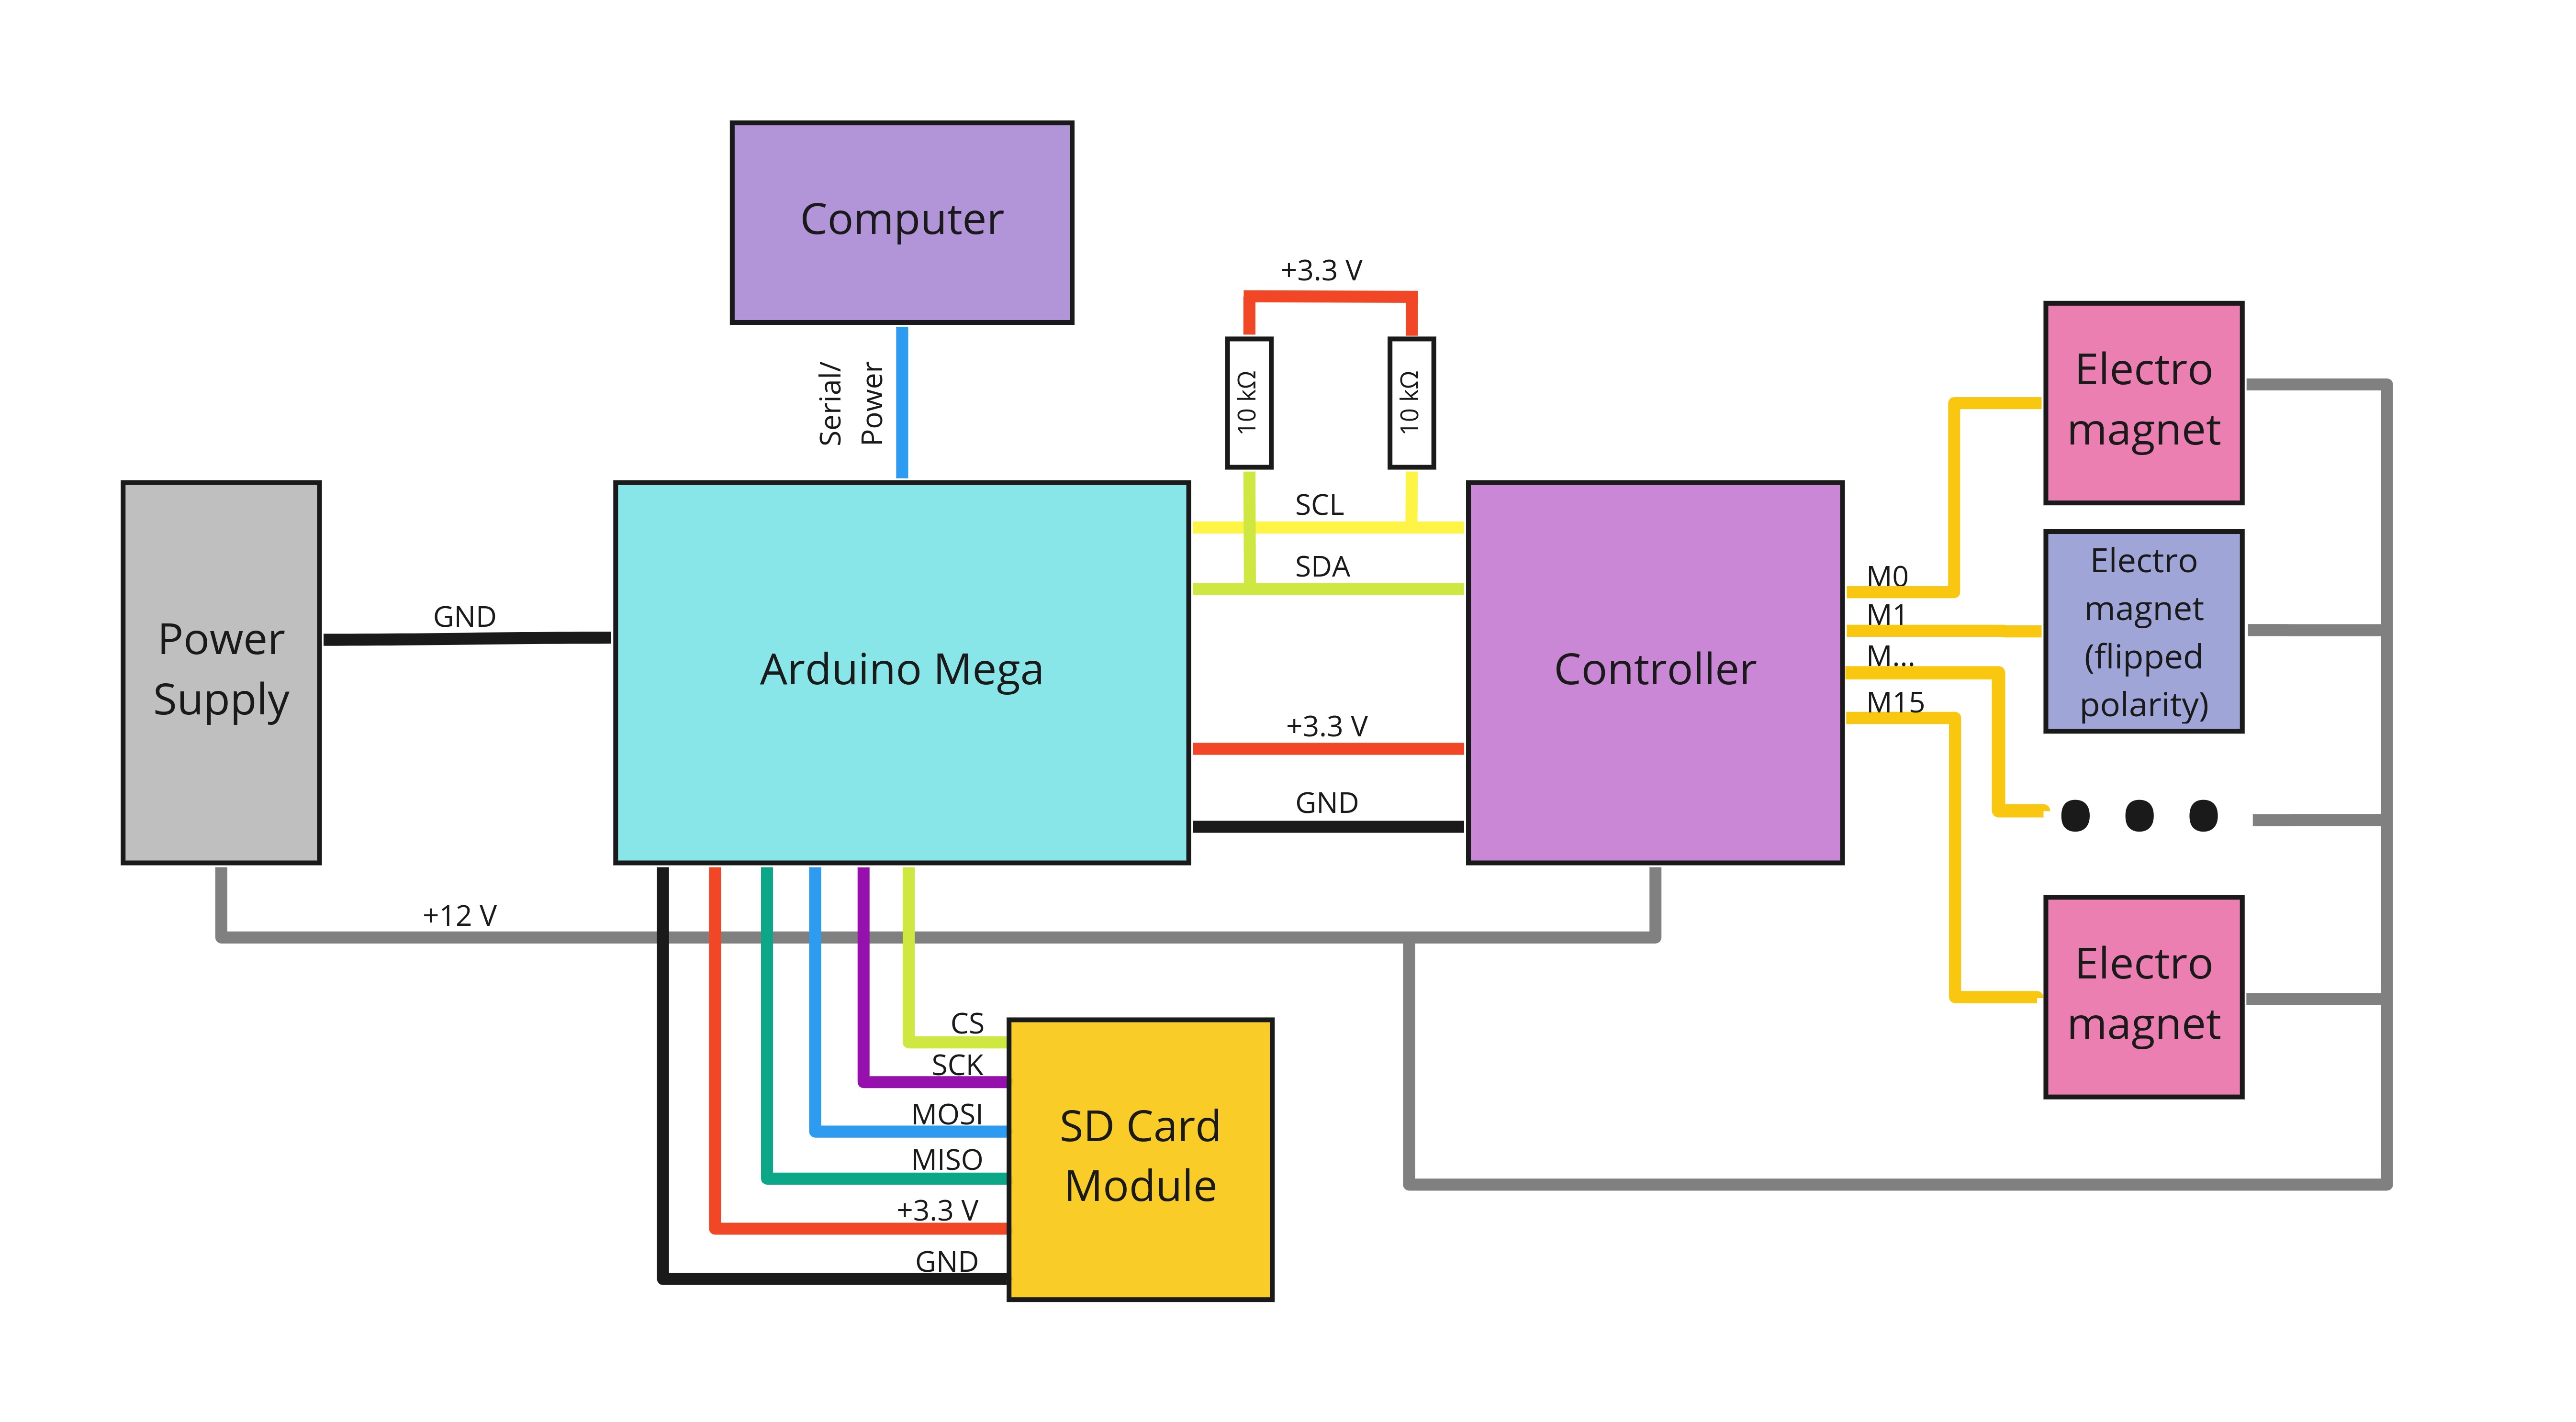 Computer
Serial/
Power
+3.3 V
10 kΩ
10 kΩ
Power
Supply
GND
Arduino Mega
SCL
SDA
+3.3 V
GND
Controller
M0
M1
M...
M15
Electro
magnet
Electro
magnet
(flipped
polarity)
Electro
magnet
+12 V
CS
SCK
MOSI
MISO
+3.3 V
GND
SD Card
Module